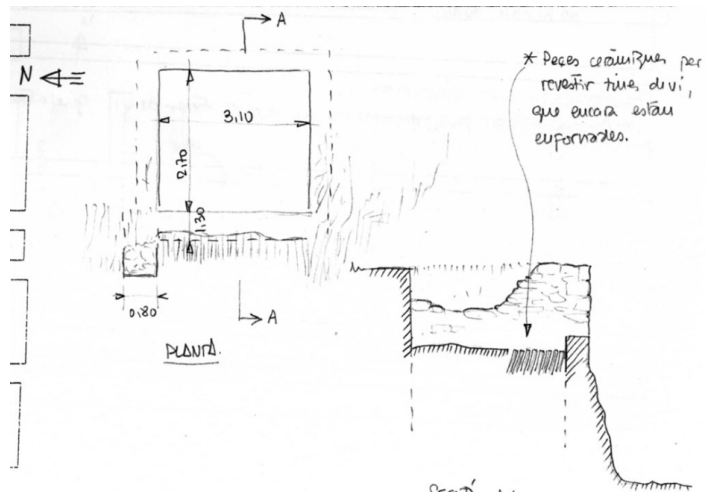 A
N
3,10
2,70
1,30
0,80
A
PLANTA.
* Peces ceràmiques per
revestir tines de vi,
que encara estan
enfornades.
SECCIÓ